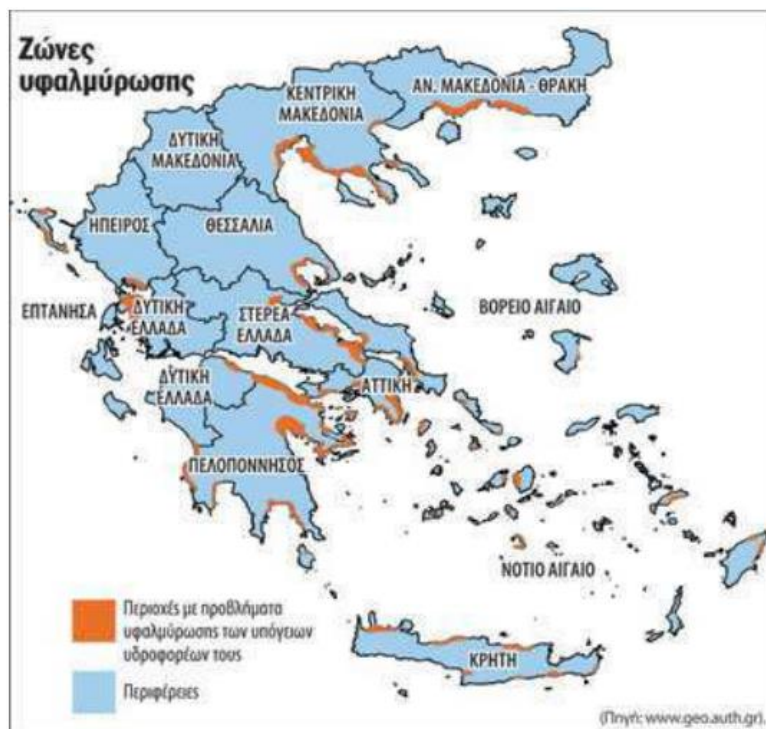 Ζώνες
υφαλμύρωσης
ΚΕΝΤΡΙΚΗ
ΜΑΚΕΔΟΝΙΑ
ΑΝ. ΜΑΚΕΔΟΝΙΑ - ΘΡΑΚΗ
ΔΥΤΙΚΗ
ΜΑΚΕΔΟΝΙΑ
ΗΠΕΙΡΟΣ
ΘΕΣΣΑΛΙΑ
ΕΠΤΑΝΗΣΑ
ΔΥΤΙΚΗ
ΕΛΛΑΔΑ
ΣΤΕΡΕΑ
ΕΛΛΑΔΑ
ΒΟΡΕΙΟ ΑΙΓΑΙΟ
ΔΥΤΙΚΗ
ΕΛΛΑΔΑ
ΑΤΤΙΚΗ
ΠΕΛΟΠΟΝΝΗΣΟΣ
ΝΟΤΙΟ ΑΙΓΑΙΟ
ΚΡΗΤΗ
Περιοχές με προβλήματα
υφαλμύρωσης των υπόγειων
υδροφορέων τους
Περιφέρειες
(Πηγή: www.geo.auth.gr).